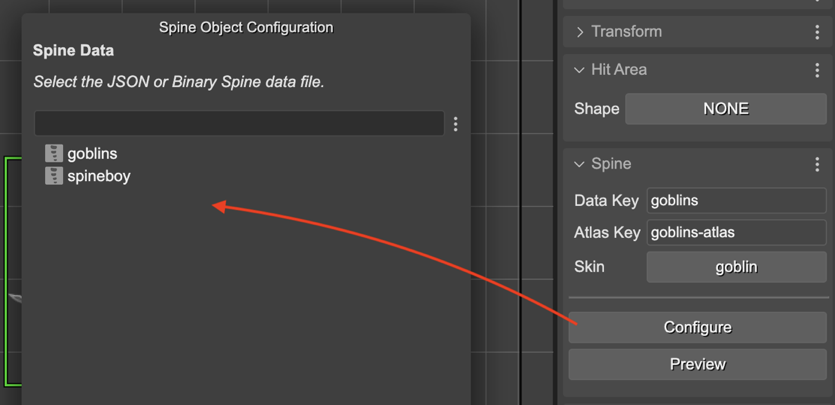 Spine Object Configuration
Spine Data
Select the JSON or Binary Spine data file.
goblins
spineboy
Transform
Hit Area
Shape NONE
Spine
Data Key goblins
Atlas Key goblins-atlas
Skin goblin
Configure
Preview